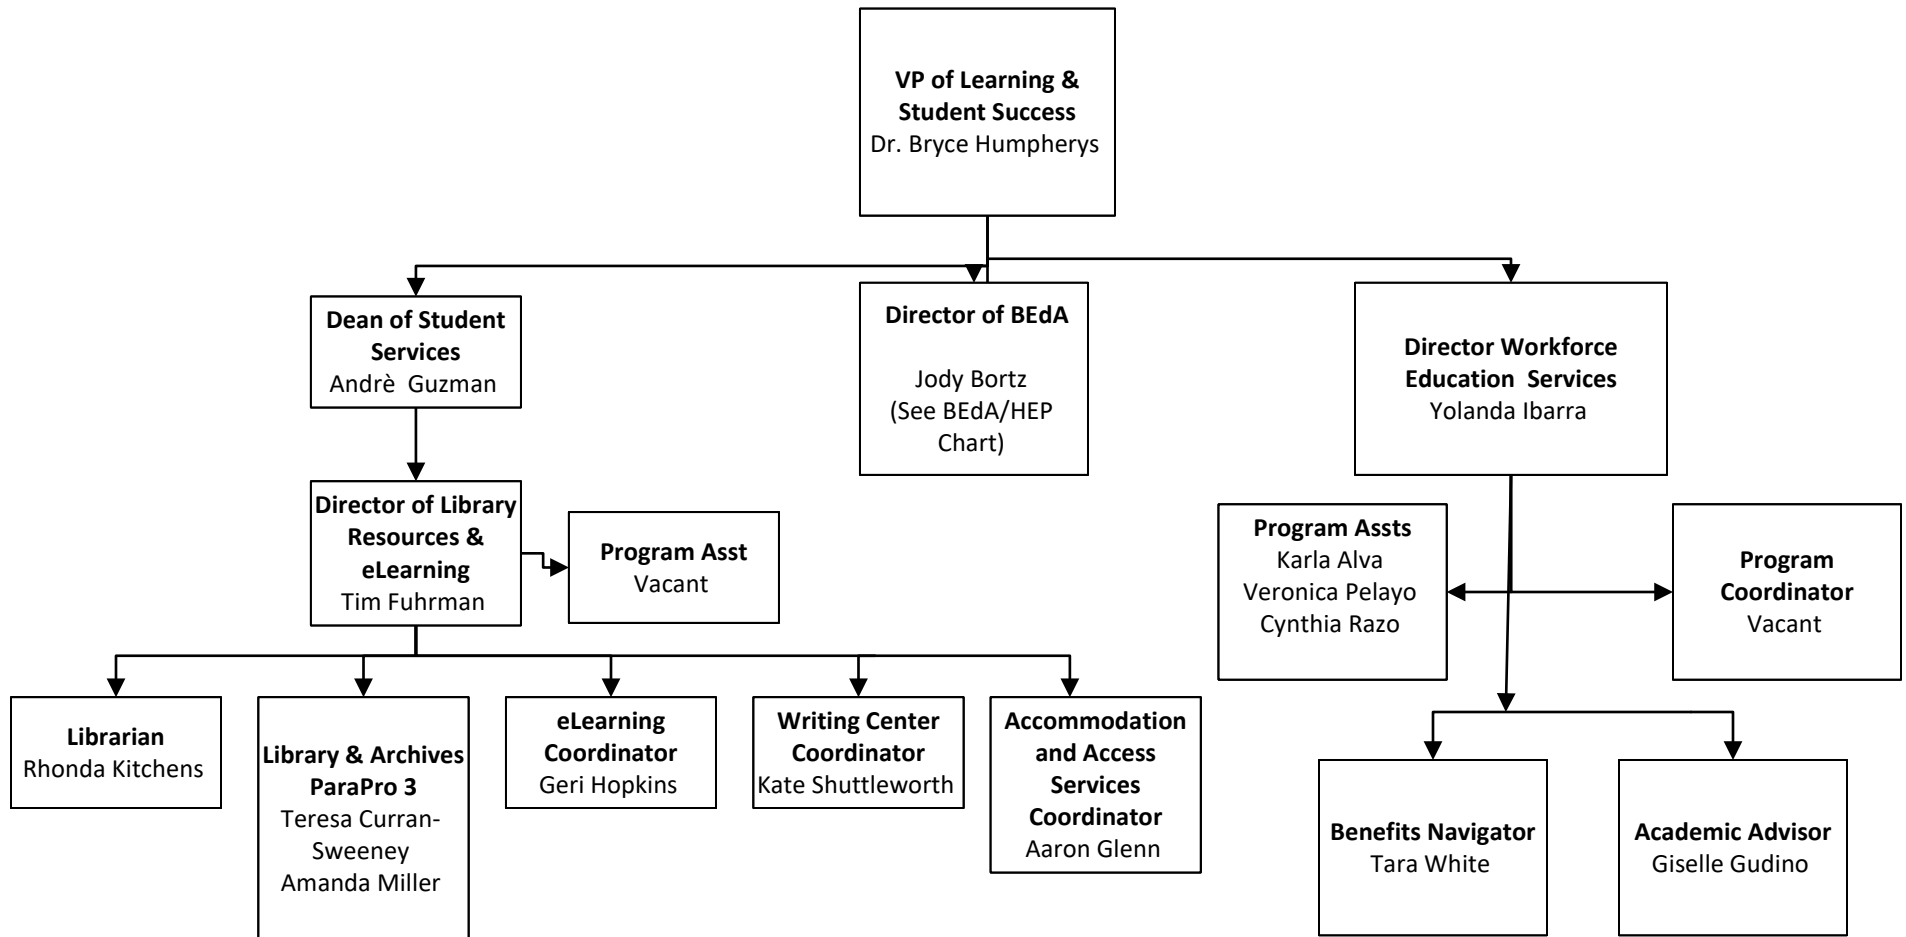 VP of Learning &
Student Success
Dr. Bryce Humpherys
Dean of Student
Services
Andrè  Guzman
Director of BEdA
Jody Bortz
(See BEdA/HEP
Chart)
Director Workforce
Education  Services
Yolanda Ibarra
Director of Library
Resources &
eLearning
Tim Fuhrman
Program Asst
Vacant
Program Assts
Karla Alva
Veronica Pelayo
Cynthia Razo
Program
Coordinator
Vacant
Librarian
Rhonda Kitchens
Library & Archives
ParaPro 3
Teresa Curran-
Sweeney
Amanda Miller
eLearning
Coordinator
Geri Hopkins
Writing Center
Coordinator
Kate Shuttleworth
Accommodation
and Access
Services
Coordinator
Aaron Glenn
Benefits Navigator
Tara White
Academic Advisor
Giselle Gudino